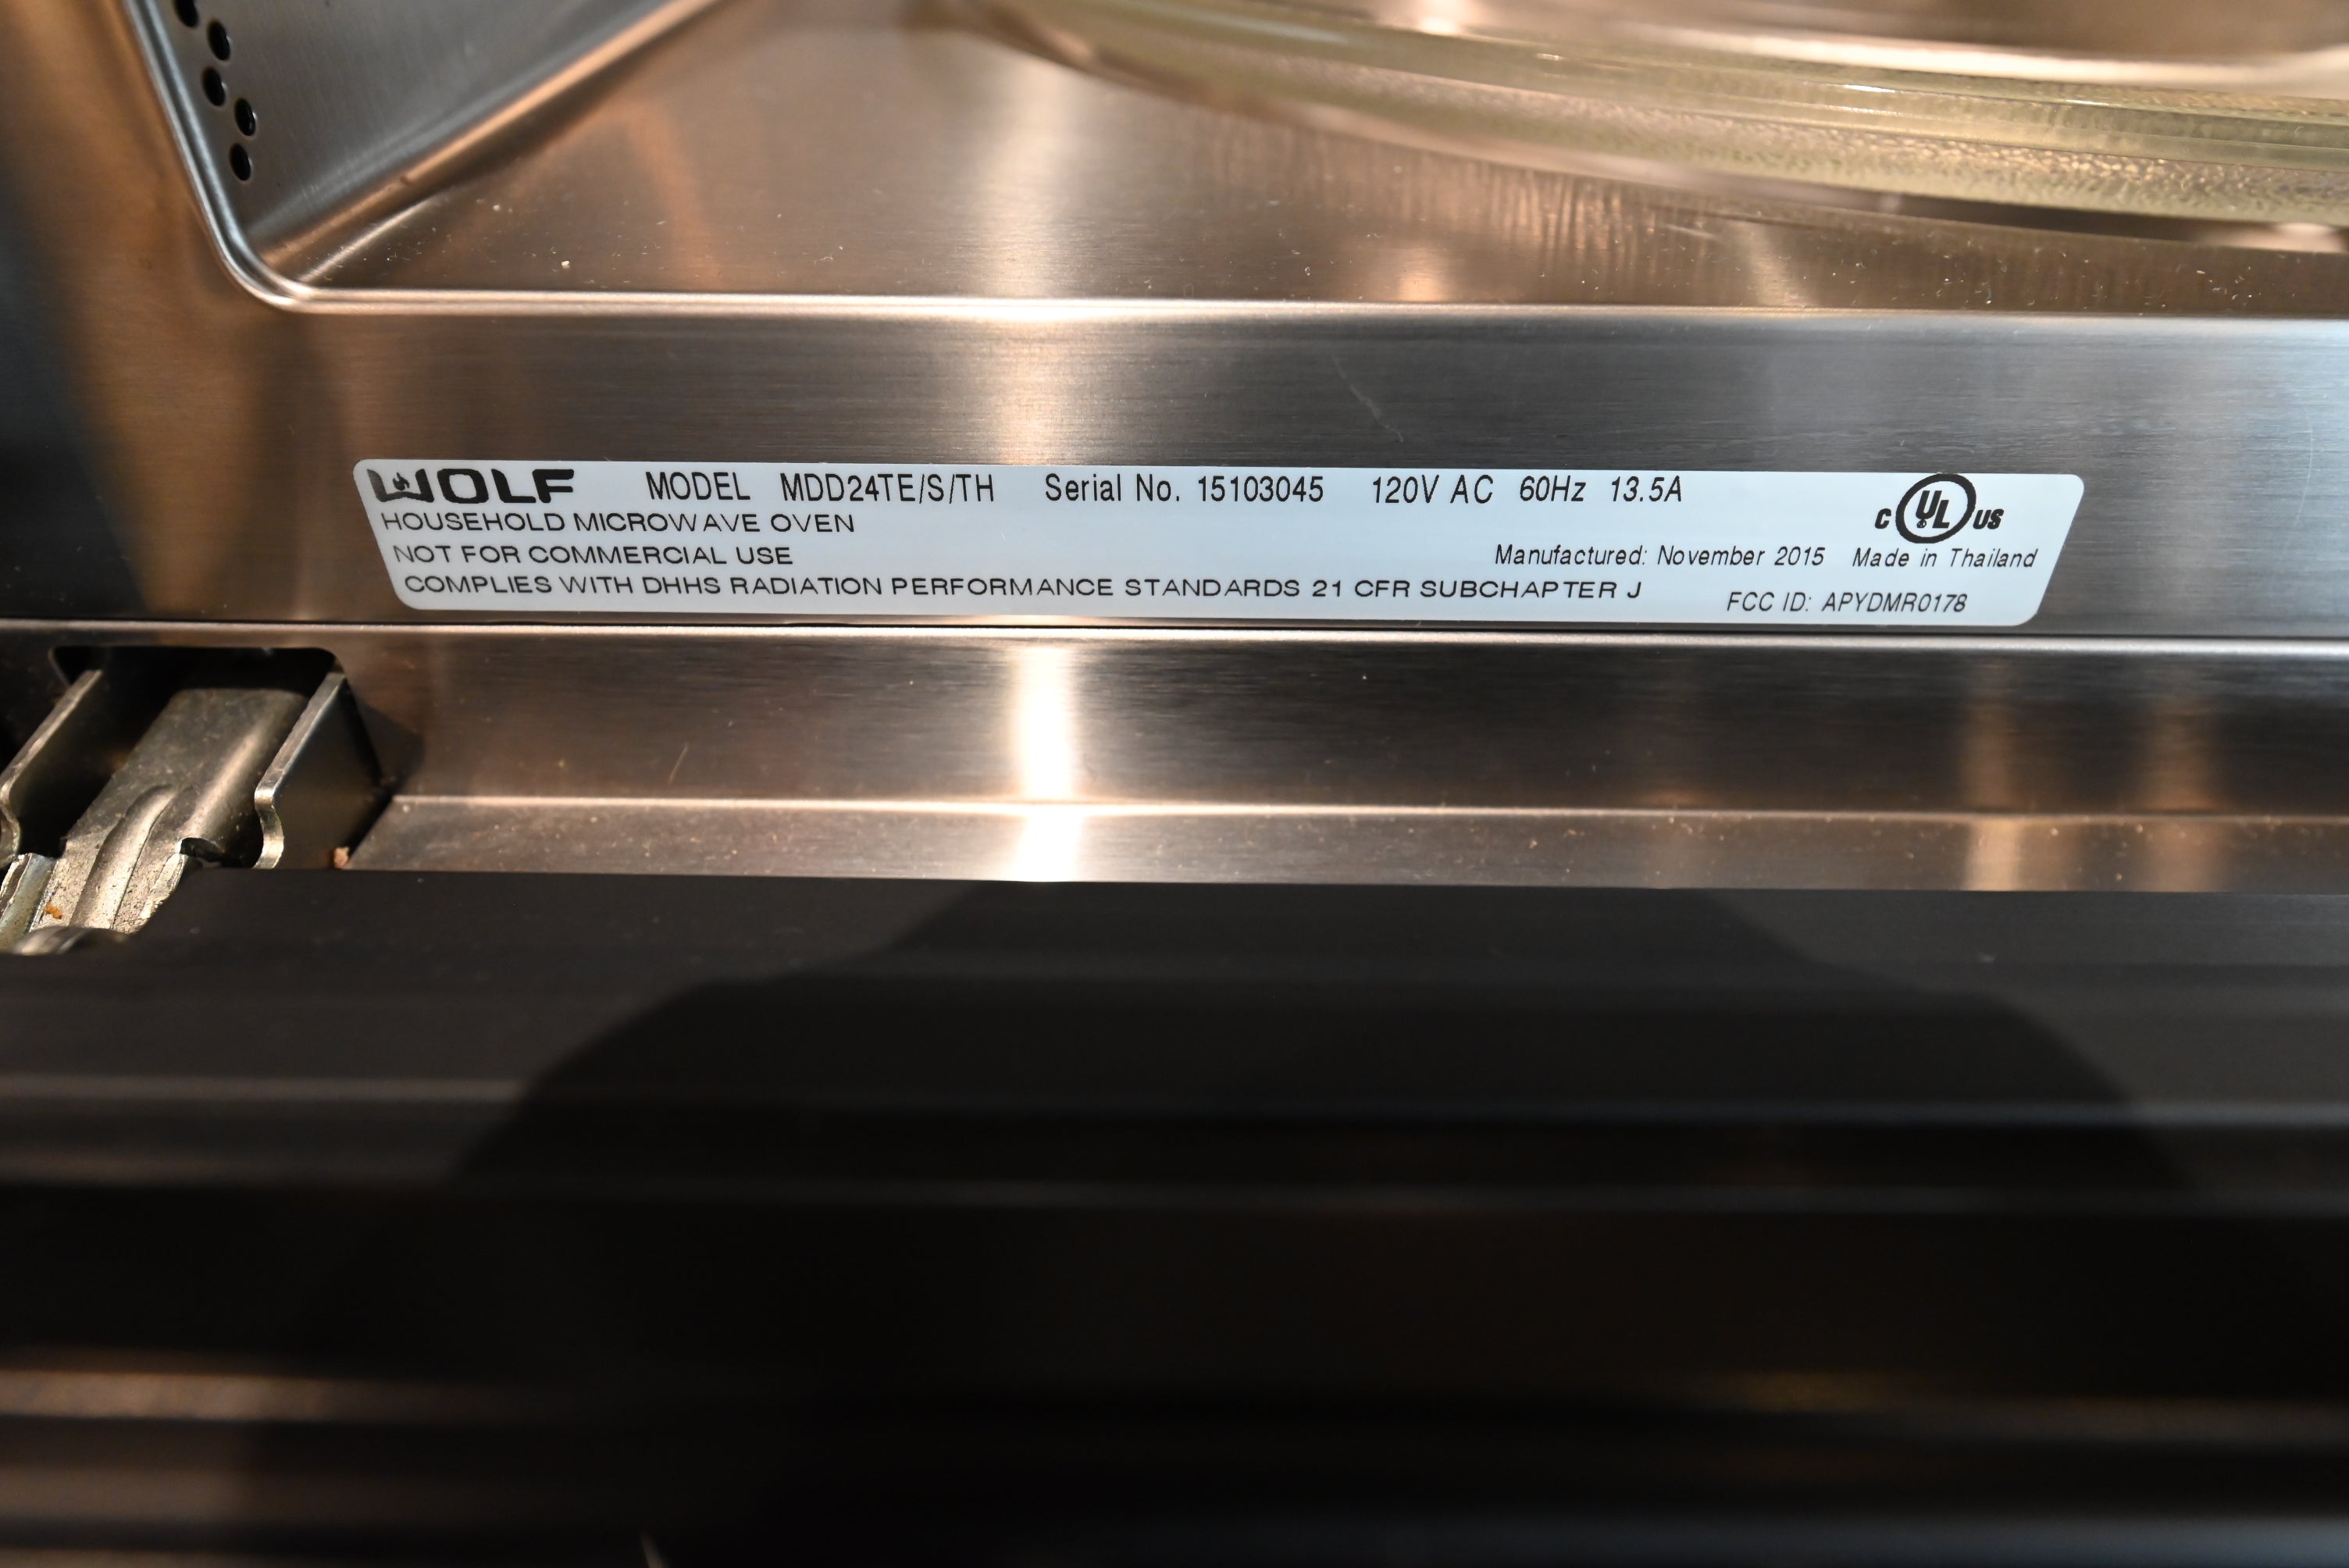 WOLF MODEL MDD24TE/S/TH Serial No. 15103045 120V AC 60Hz 13.5A C UL US
HOUSEHOLD MICROWAVE OVEN
NOT FOR COMMERCIAL USE Manufactured: November 2015 Made in Thailand
COMPLIES WITH DHHS RADIATION PERFORMANCE STANDARDS 21 CFR SUBCHAPTER J FCC ID: APYDMR0178